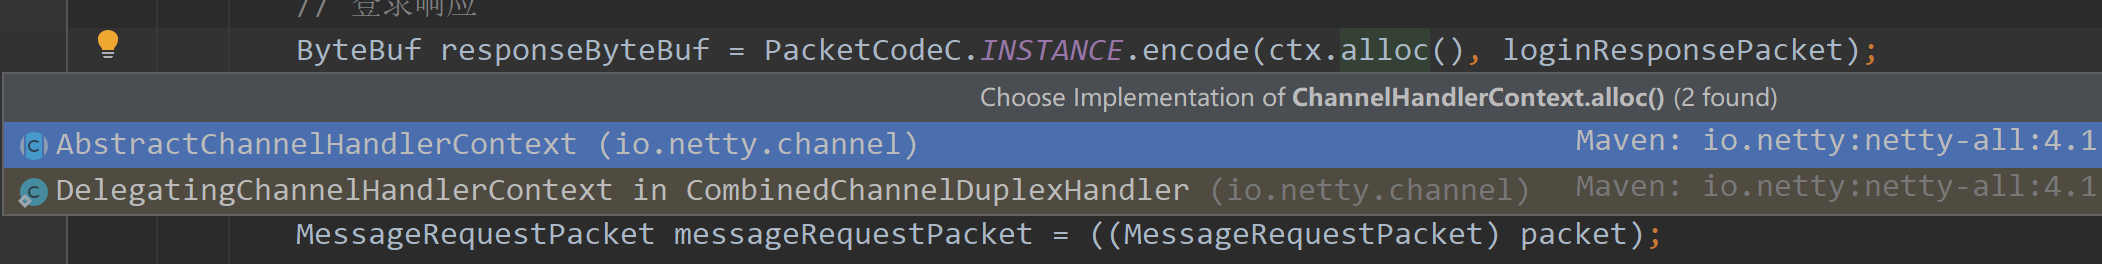 // 登录响应
ByteBuf responseByteBuf = PacketCodeC.INSTANCE.encode(ctx.alloc(), loginResponsePacket);
Choose Implementation of ChannelHandlerContext.alloc() (2 found)
AbstractChannelHandlerContext (io.netty.channel) Maven: io.netty:netty-all:4.1
DelegatingChannelHandlerContext in CombinedChannelDuplexHandler (io.netty.channel) Maven: io.netty:netty-all:4.1
MessageRequestPacket messageRequestPacket = ((MessageRequestPacket) packet);